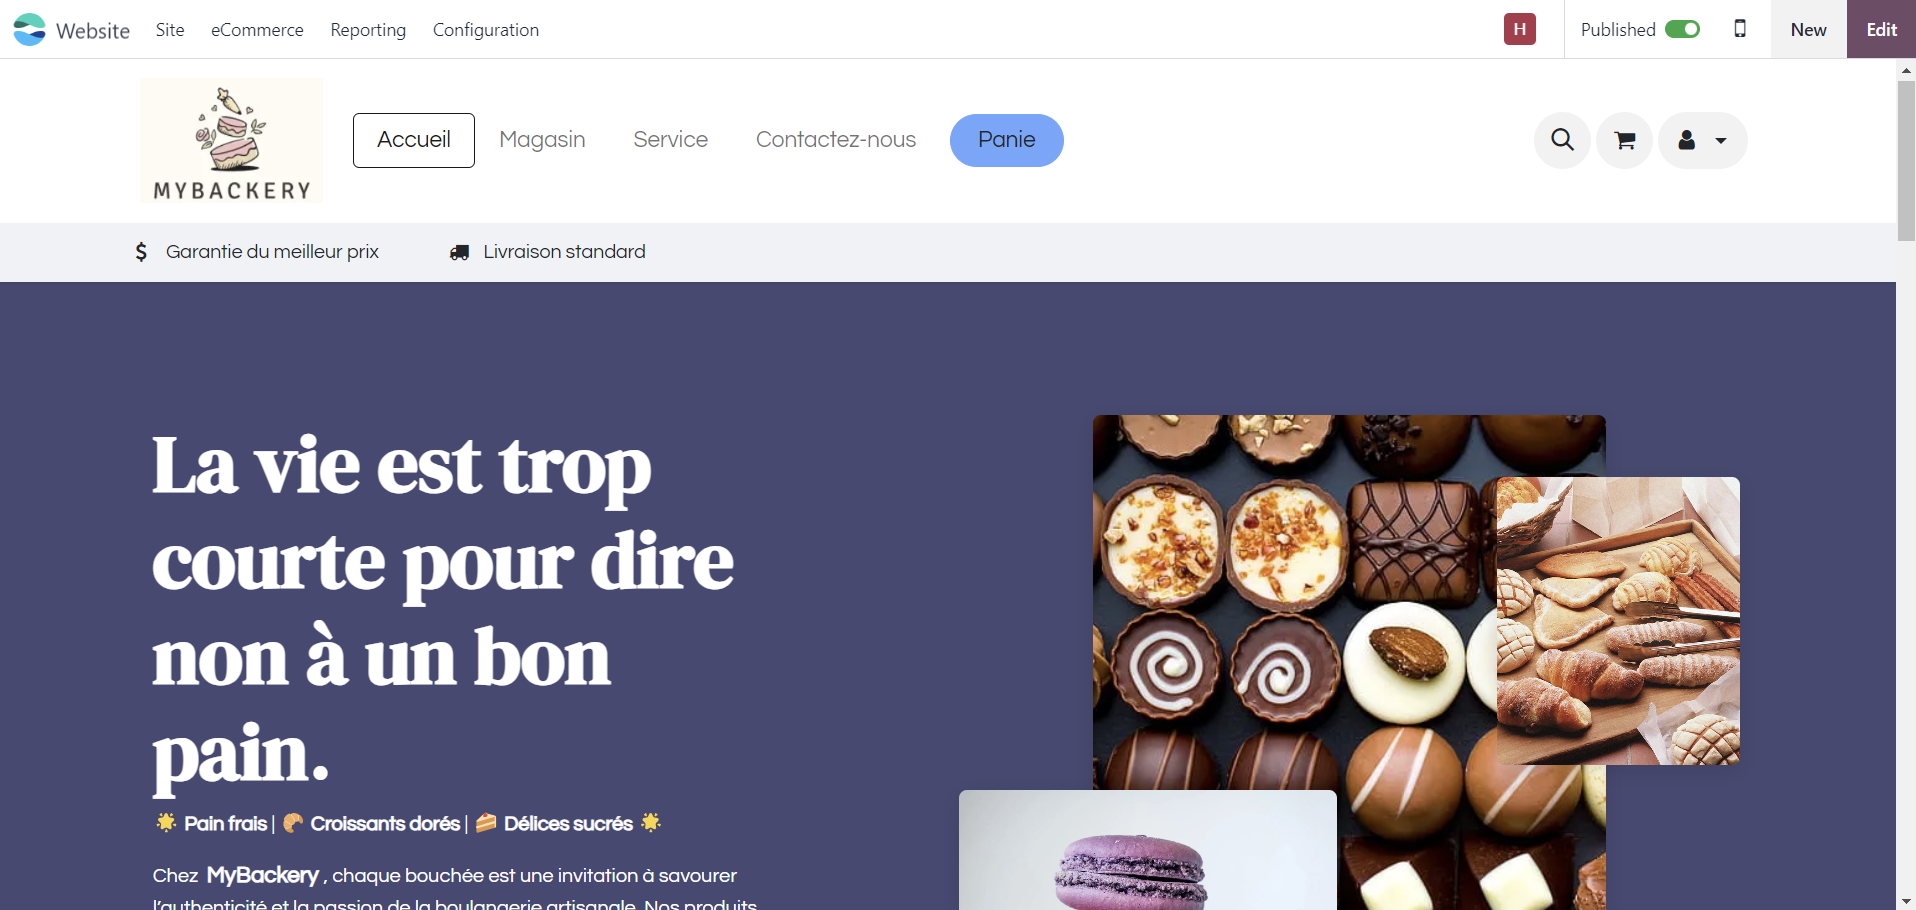 Website Site eCommerce Reporting Configuration H Published New Edit
MYBACKERY
Accueil Magasin Service Contactez-nous Panie
Garantie du meilleur prix Livraison standard
La vie est trop
courte pour dire
non à un bon
pain.
🌟 Pain frais | 🥐 Croissants dorés | 🍰 Délices sucrés 🌟
Chez MyBackery , chaque bouchée est une invitation à savourer
l'authenticité et la passion de la boulangerie artisanale. Nos produits